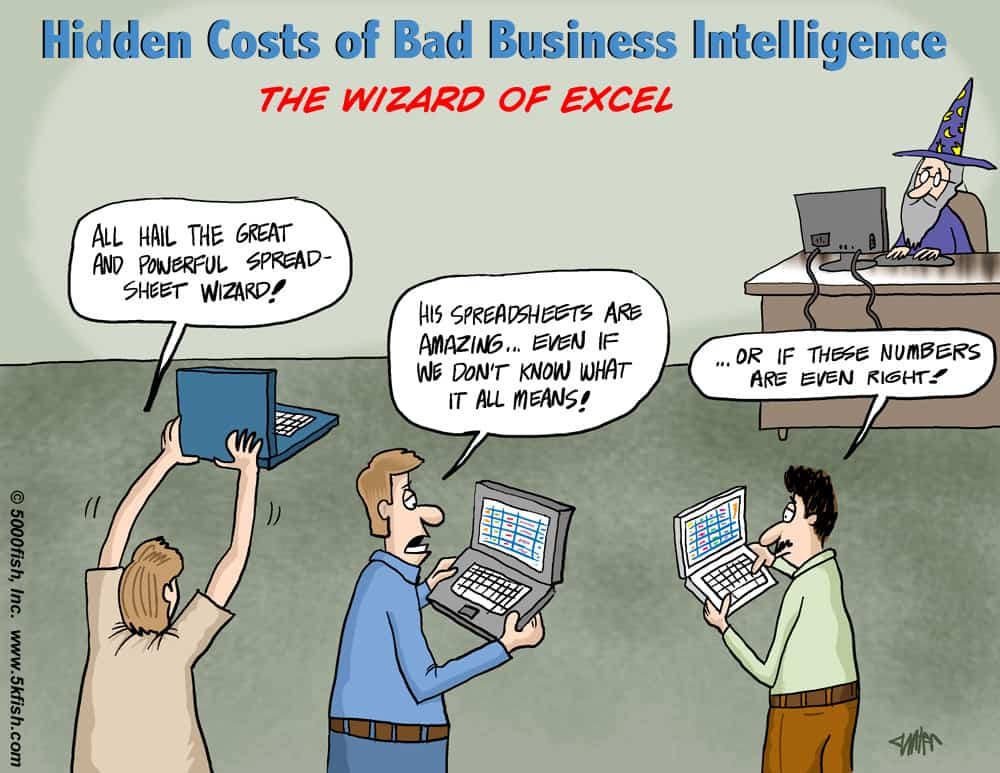 Hidden Costs of Bad Business Intelligence
THE WIZARD OF EXCEL
ALL HAIL THE GREAT
AND POWERFUL SPREAD-
SHEET WIZARD!
HIS SPREADSHEETS ARE
AMAZING... EVEN IF
WE DON'T KNOW WHAT
IT ALL MEANS!
...OR IF THESE NUMBERS
ARE EVEN RIGHT!
© 5000fish, Inc. www.5kfish.com